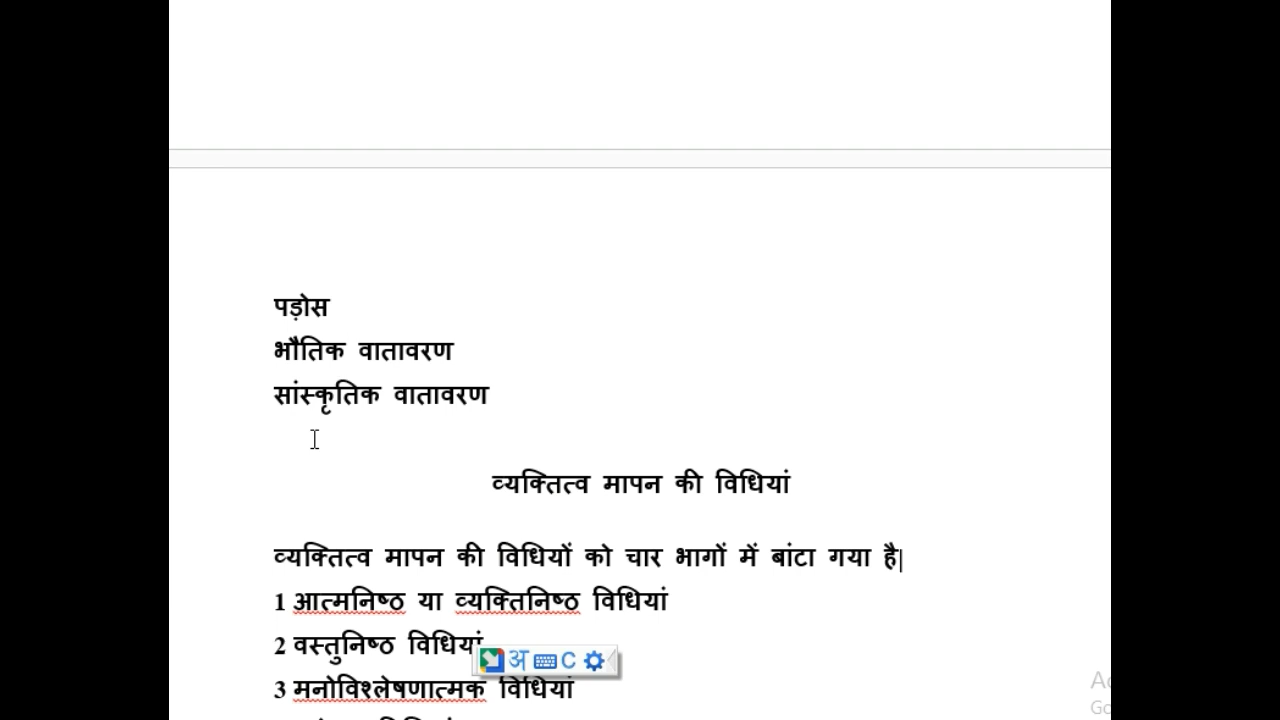 पड़ोस
भौतिक वातावरण
सांस्कृतिक वातावरण
व्यक्तित्व मापन की विधियां
व्यक्तित्व मापन की विधियों को चार भागों में बांटा गया है|
1 आत्मनिष्ठ या व्यक्तिनिष्ठ विधियां
2 वस्तुनिष्ठ विधियां
अ C
3 मनोविश्लेषणात्मक विधियां